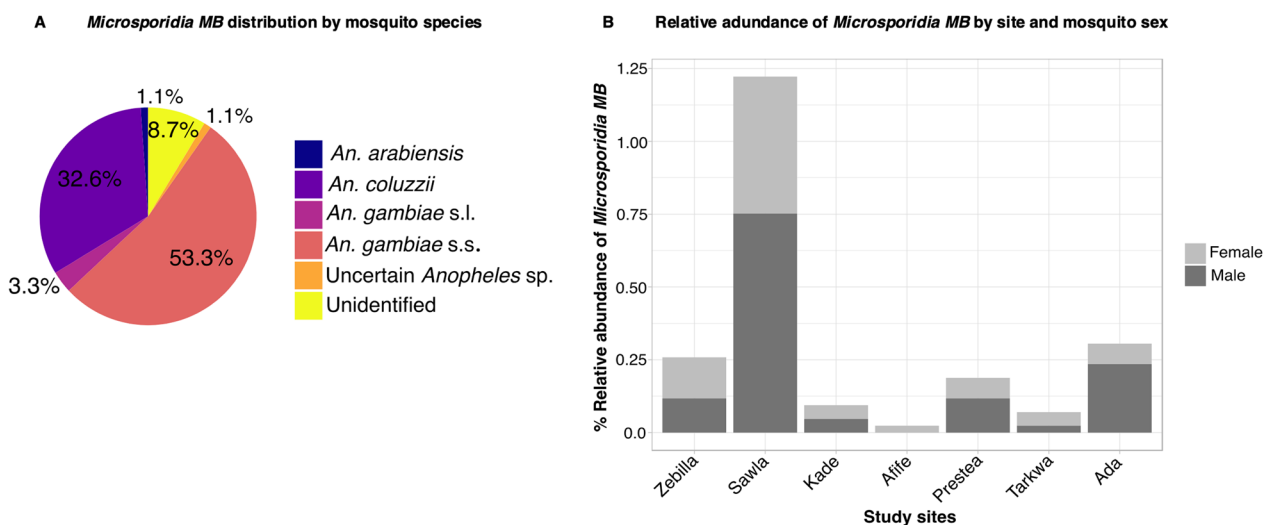 A Microsporidia MB distribution by mosquito species
1.1%
1.1%
8.7%
32.6%
53.3%
3.3%
An. arabiensis
An. coluzzii
An. gambiae s.l.
An. gambiae s.s.
Uncertain Anopheles sp.
Unidentified
B Relative adundance of Microsporidia MB by site and mosquito sex
% Relative abundance of Microsporidia MB
1.25
1.00
0.75
0.50
0.25
0.0
Zebilla
Sawla
Kade
Afife
Prestea
Tarkwa
Ada
Study sites
Female
Male